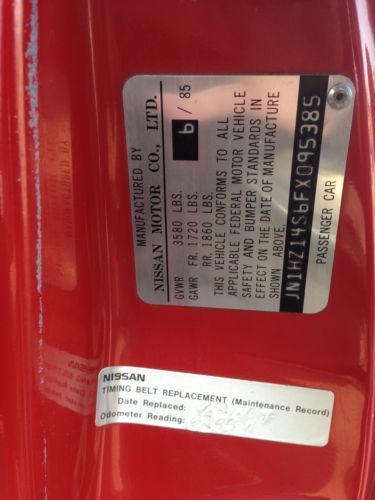 MANUFACTURED BY
NISSAN MOTOR CO., LTD.
6 / 85
GVWR 3580 LBS.
GAWR FR. 1720 LBS.
RR. 1860 LBS.
THIS VEHICLE CONFORMS TO ALL
APPLICABLE FEDERAL MOTOR VEHICLE
SAFETY AND BUMPER STANDARDS IN
EFFECT ON THE DATE OF MANUFACTURE
SHOWN ABOVE.
JN1HZ14S6FX095385
PASSENGER CAR
NISSAN
TIMING BELT REPLACEMENT (Maintenance Record)
Date Replaced:
Odometer Reading: